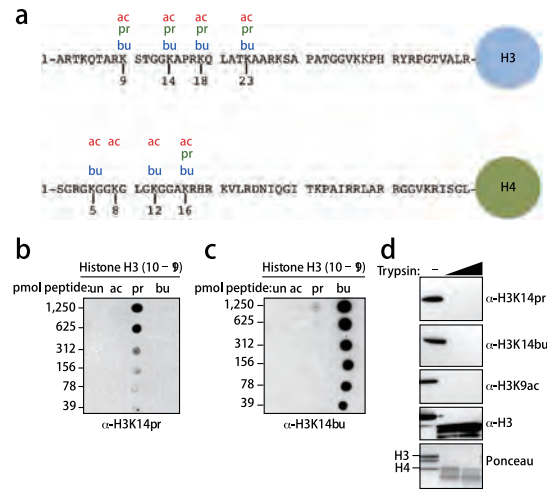 a
ac ac ac ac
pr pr pr pr
bu bu bu bu
1-ARTKQTARK STGGKAPRKQ LATKAARKSA PATGGVKKPH RYRPGTVALR-
H3
9 14 18 23
ac ac ac ac
pr
bu bu bu
1-SGRGKGGKG LGKGGAKRHR KVLRDNIQGI TKPAIRRLAR RGGVKRISGL-
H4
5 8 12 16
b
Histone H3 (10 – 19)
pmol peptide: un ac pr bu
1,250
625
312
156
78
39
α-H3K14pr
c
Histone H3 (10 – 19)
pmol peptide: un ac pr bu
1,250
625
312
156
78
39
α-H3K14bu
d
Trypsin: –
α-H3K14pr
α-H3K14bu
α-H3K9ac
α-H3
H3
H4
Ponceau